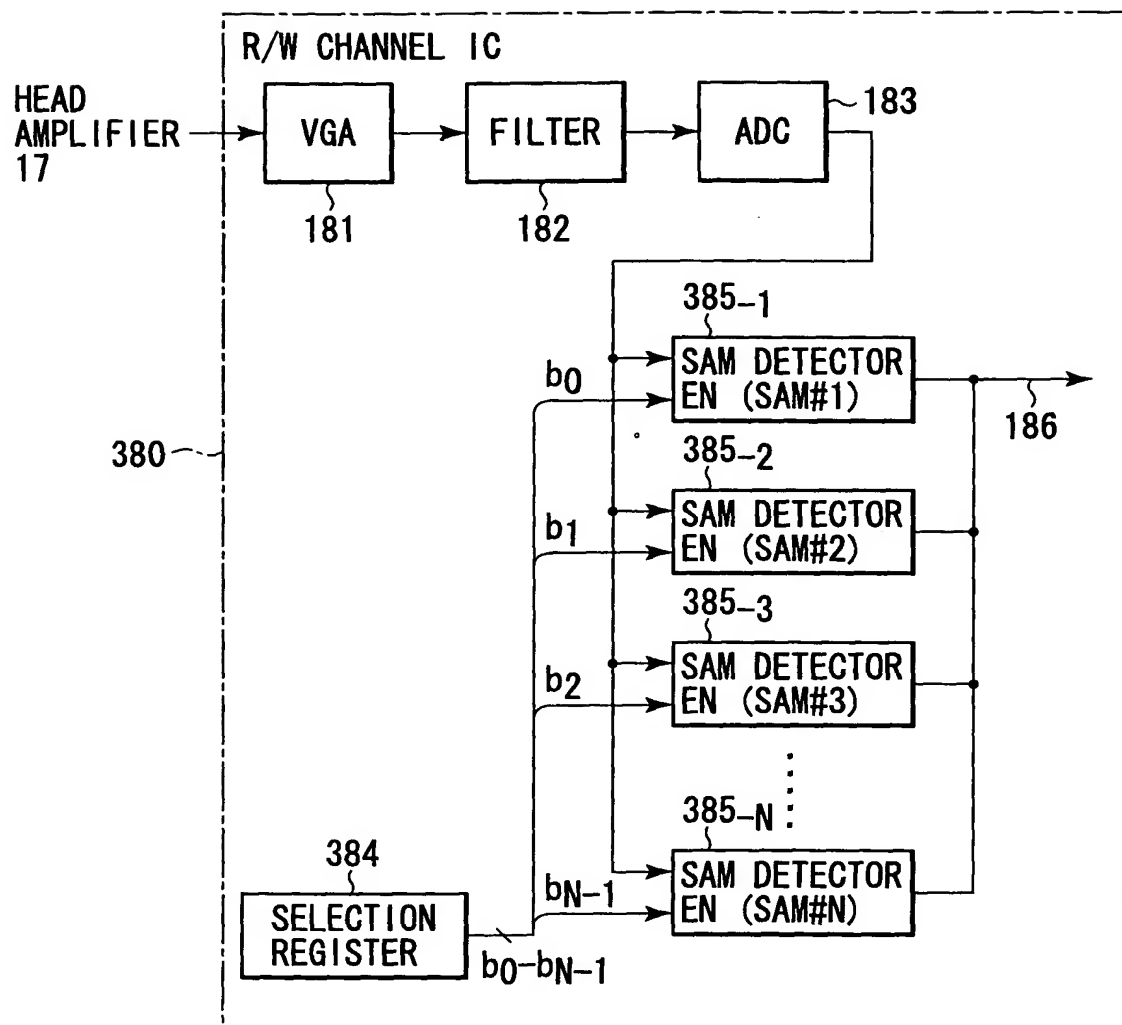 R/W CHANNEL IC
HEAD
AMPLIFIER
17
VGA
FILTER
ADC
183
181
182
385-1
SAM DETECTOR
EN (SAM#1)
b0
186
380
385-2
SAM DETECTOR
EN (SAM#2)
b1
385-3
SAM DETECTOR
EN (SAM#3)
b2
385-N
SAM DETECTOR
EN (SAM#N)
bN-1
384
SELECTION
REGISTER
b0-bN-1